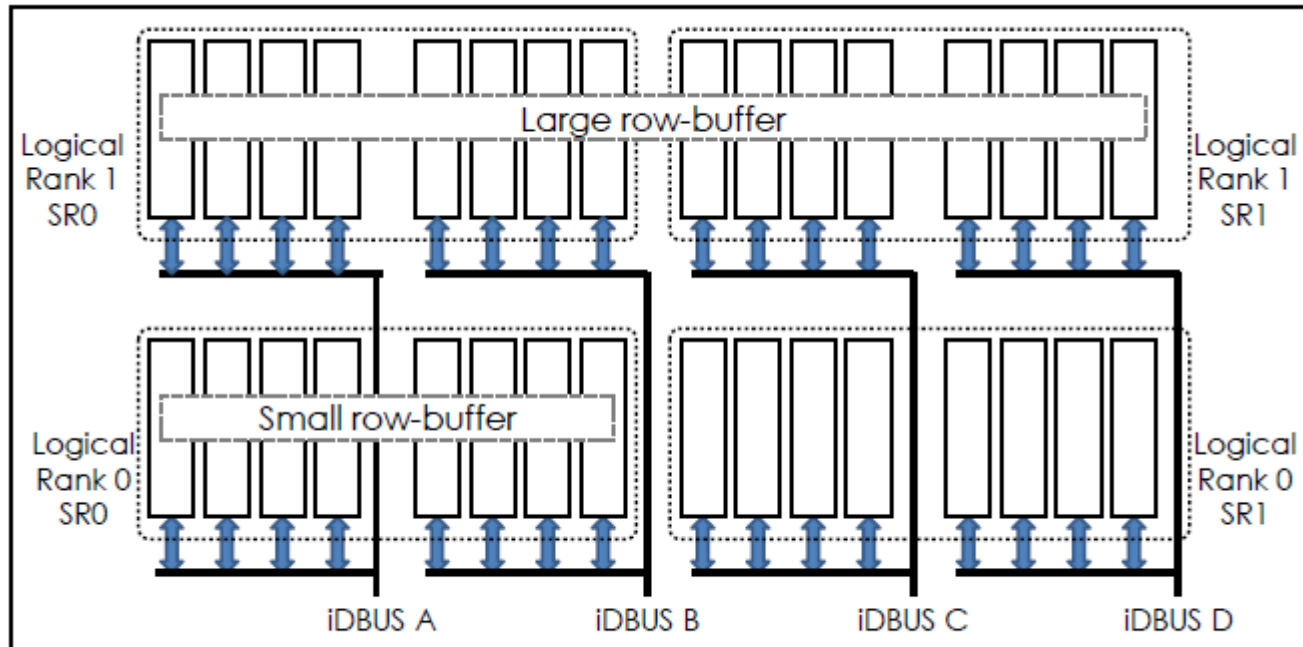 Large row-buffer
Logical
Rank 1
SR0
Logical
Rank 1
SR1
Small row-buffer
Logical
Rank 0
SR0
Logical
Rank 0
SR1
iDBUS A
iDBUS B
iDBUS C
iDBUS D